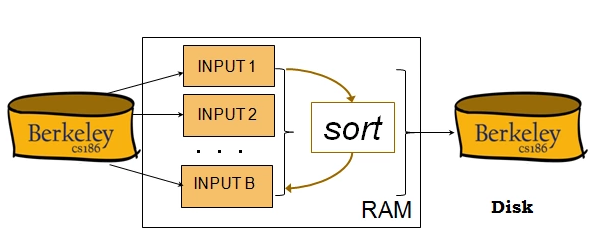 INPUT 1
INPUT 2
. . .
INPUT B
sort
RAM
Berkeley
cs186
Berkeley
cs186
Disk